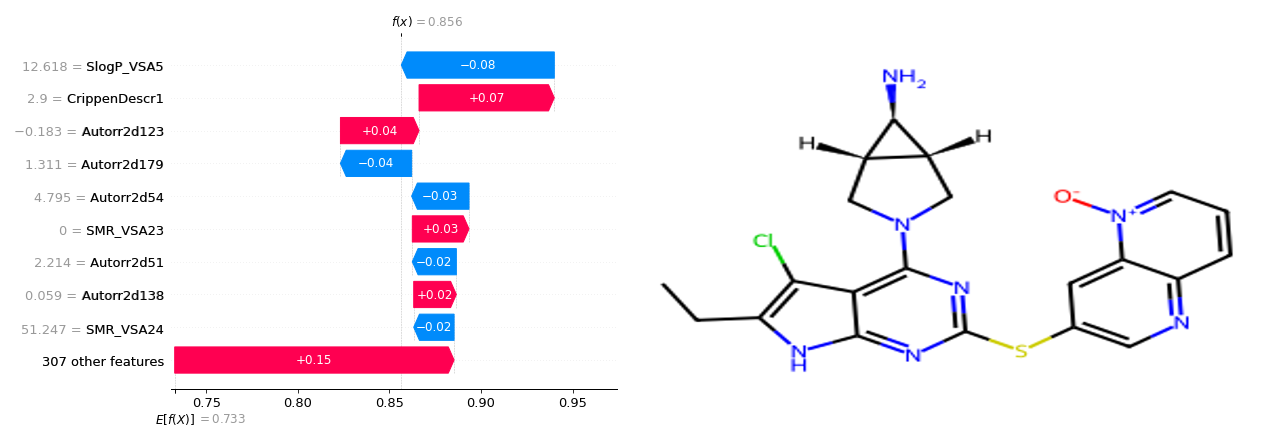 f(x) = 0.856
12.618 = SlogP_VSA5
−0.08
2.9 = CrippenDescr1
+0.07
−0.183 = Autorr2d123
+0.04
1.311 = Autorr2d179
−0.04
4.795 = Autorr2d54
−0.03
0 = SMR_VSA23
+0.03
2.214 = Autorr2d51
−0.02
0.059 = Autorr2d138
+0.02
51.247 = SMR_VSA24
−0.02
307 other features
+0.15
0.75 0.80 0.85 0.90 0.95
E[f(X)] = 0.733
NH2
H H
O-
N+
N
Cl
N
N
S
N
N
H